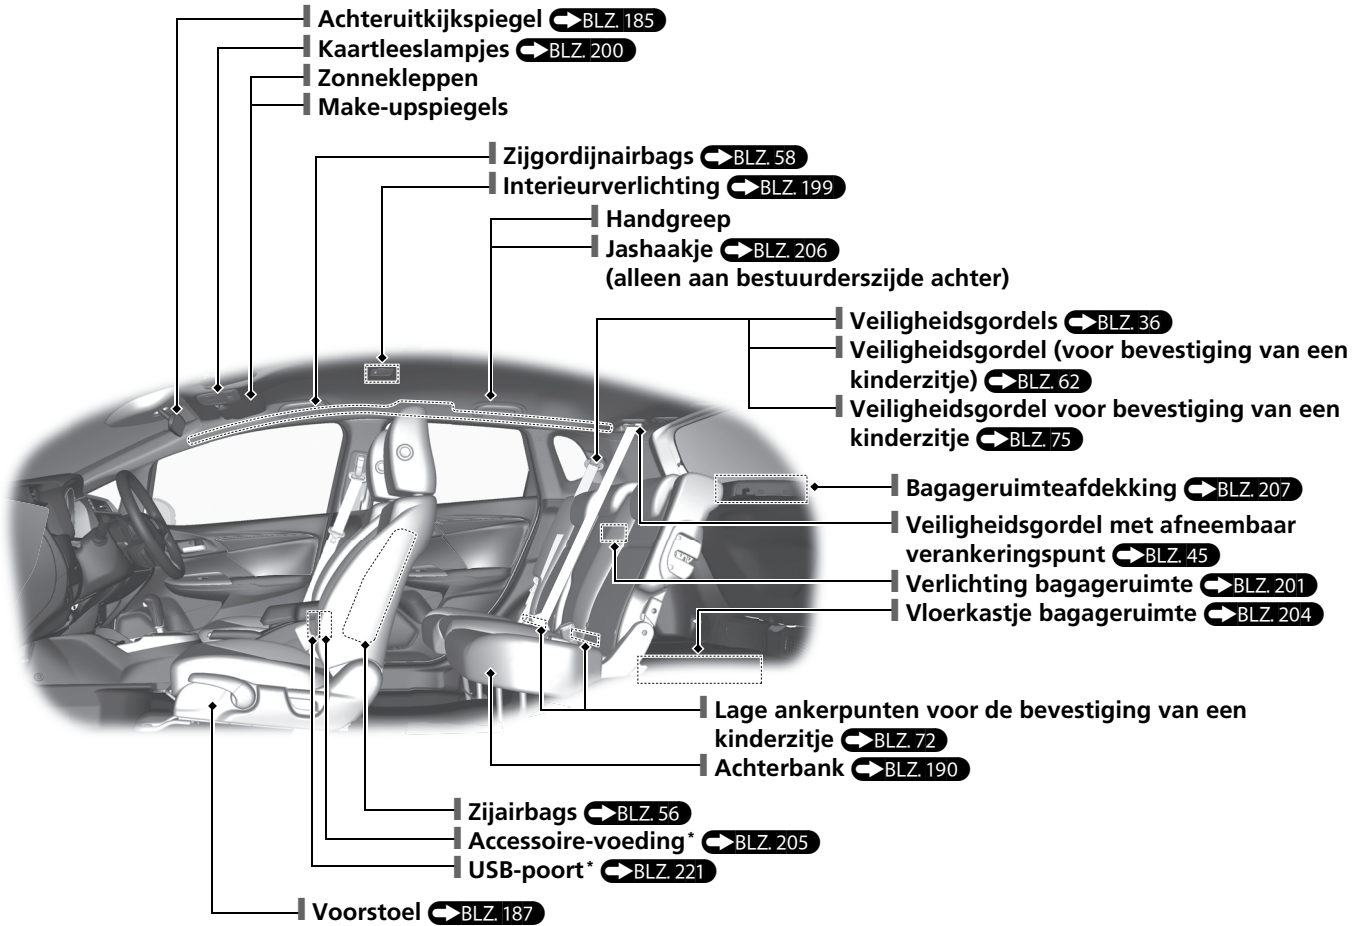 Achteruitkijkspiegel BLZ. 185
Kaartleeslampjes BLZ. 200
Zonnekleppen
Make-upspiegels
Zijgordijnairbags BLZ. 58
Interieurverlichting BLZ. 199
Handgreep
Jashaakje BLZ. 206
(alleen aan bestuurderszijde achter)
Veiligheidsgordels BLZ. 36
Veiligheidsgordel (voor bevestiging van een
kinderzitje) BLZ. 62
Veiligheidsgordel voor bevestiging van een
kinderzitje BLZ. 75
Bagageruimteafdekking BLZ. 207
Veiligheidsgordel met afneembaar
verankeringspunt BLZ. 45
Verlichting bagageruimte BLZ. 201
Vloerkastje bagageruimte BLZ. 204
Lage ankerpunten voor de bevestiging van een
kinderzitje BLZ. 72
Achterbank BLZ. 190
Zijairbags BLZ. 56
Accessoire-voeding* BLZ. 205
USB-poort* BLZ. 221
Voorstoel BLZ. 187